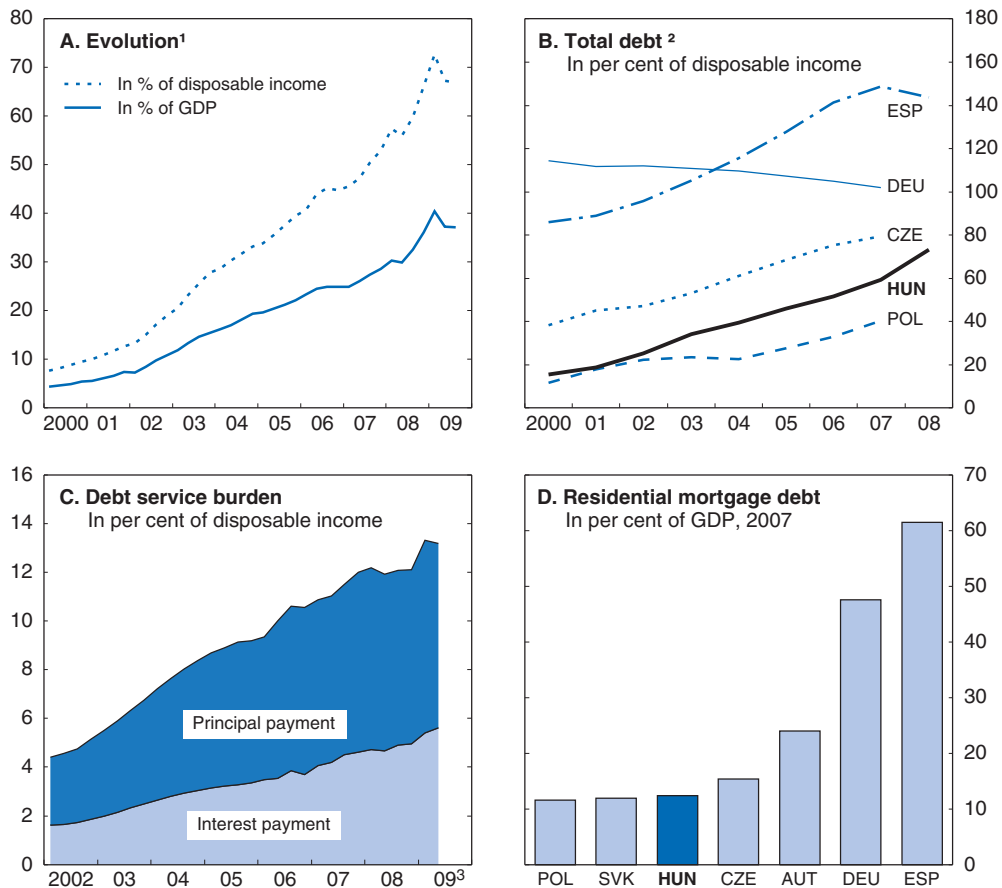 A. Evolution¹
In % of disposable income
In % of GDP
80
70
60
50
40
30
20
10
0
2000 01 02 03 04 05 06 07 08 09
B. Total debt ²
In per cent of disposable income
ESP
DEU
CZE
HUN
POL
180
160
140
120
100
80
60
40
20
0
2000 01 02 03 04 05 06 07 08
C. Debt service burden
In per cent of disposable income
Principal payment
Interest payment
16
14
12
10
8
6
4
2
0
2002 03 04 05 06 07 08 09³
D. Residential mortgage debt
In per cent of GDP, 2007
70
60
50
40
30
20
10
0
POL SVK HUN CZE AUT DEU ESP